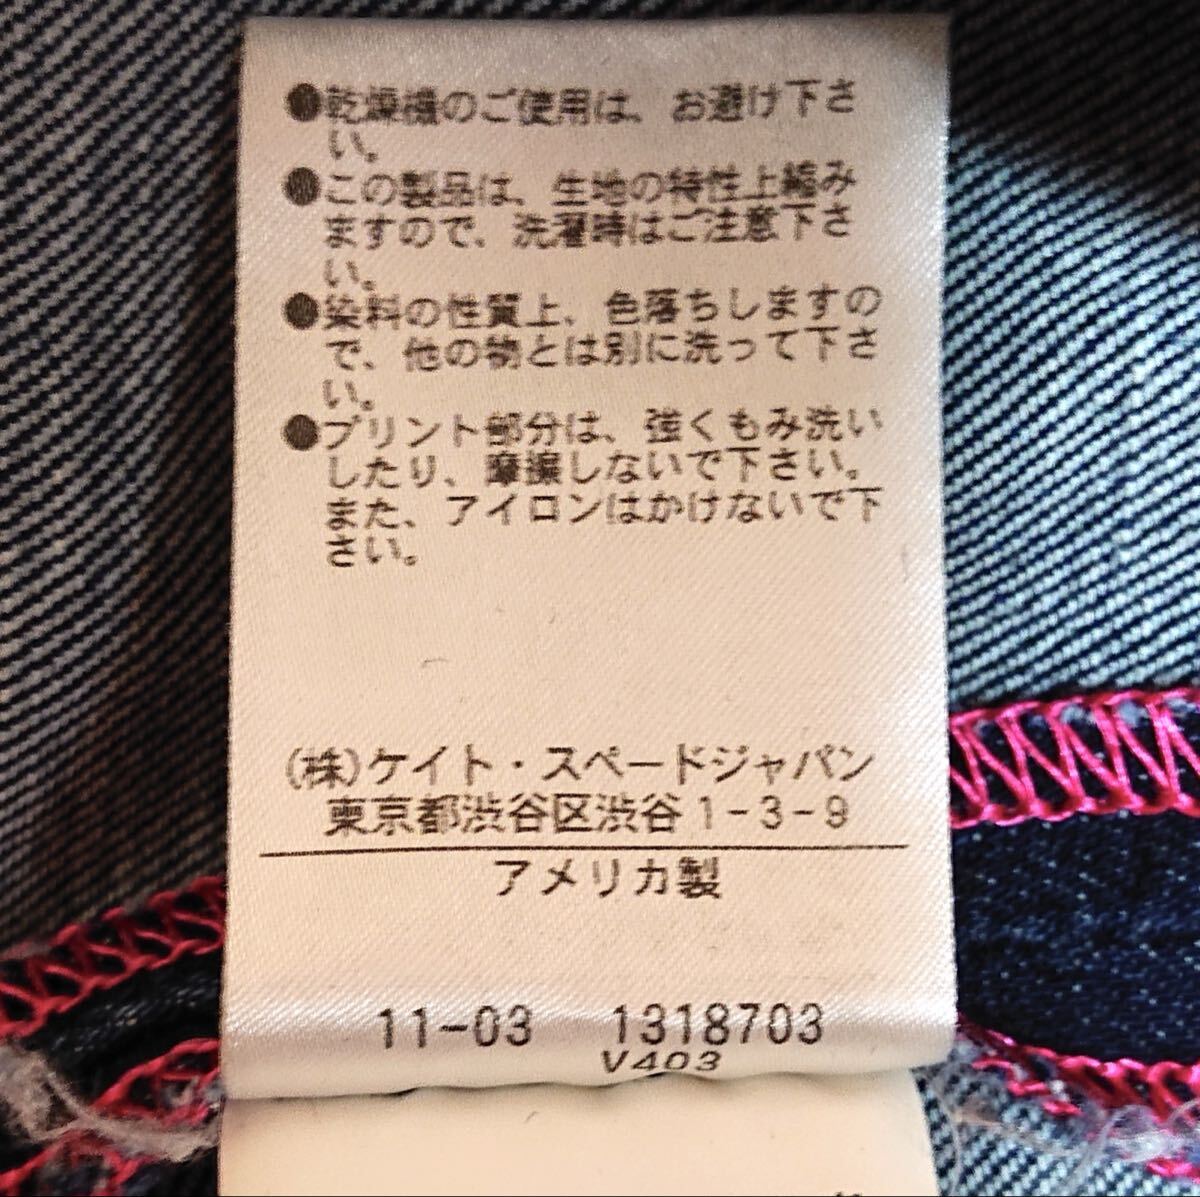 ●乾燥機のご使用は、お避け下さ
い。
●この製品は、生地の特性上縮み
ますので、洗濯時はご注意下さ
い。
●染料の性質上、色落ちしますの
で、他の物とは別に洗って下さ
い。
●プリント部分は、強くもみ洗い
したり、摩擦しないで下さい。
また、アイロンはかけないで下
さい。
(株)ケイト・スペードジャパン
東京都渋谷区渋谷1-3-9
アメリカ製
11-03 1318703
V403